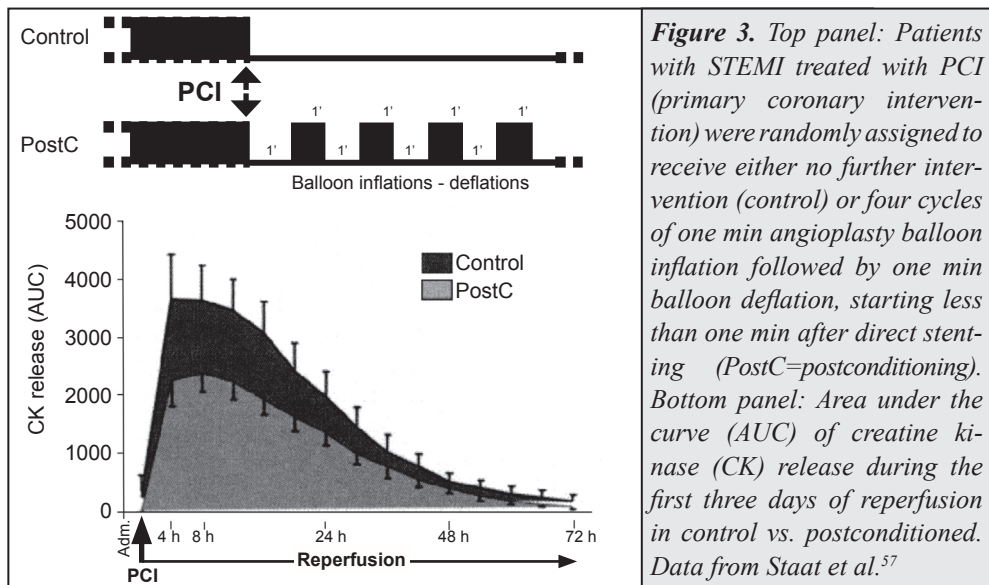 Control
PCI
1' 1' 1' 1'
PostC
1' 1' 1' 1'
Balloon inflations - deflations
5000
4000
3000
2000
1000
0
CK release (AUC)
Control
PostC
Adm. 4 h 8 h 24 h 48 h 72 h
Reperfusion
PCI
Figure 3. Top panel: Patients
with STEMI treated with PCI
(primary coronary interven-
tion) were randomly assigned to
receive either no further inter-
vention (control) or four cycles
of one min angioplasty balloon
inflation followed by one min
balloon deflation, starting less
than one min after direct stent-
ing (PostC=postconditioning).
Bottom panel: Area under the
curve (AUC) of creatine ki-
nase (CK) release during the
first three days of reperfusion
in control vs. postconditioned.
Data from Staat et al.57